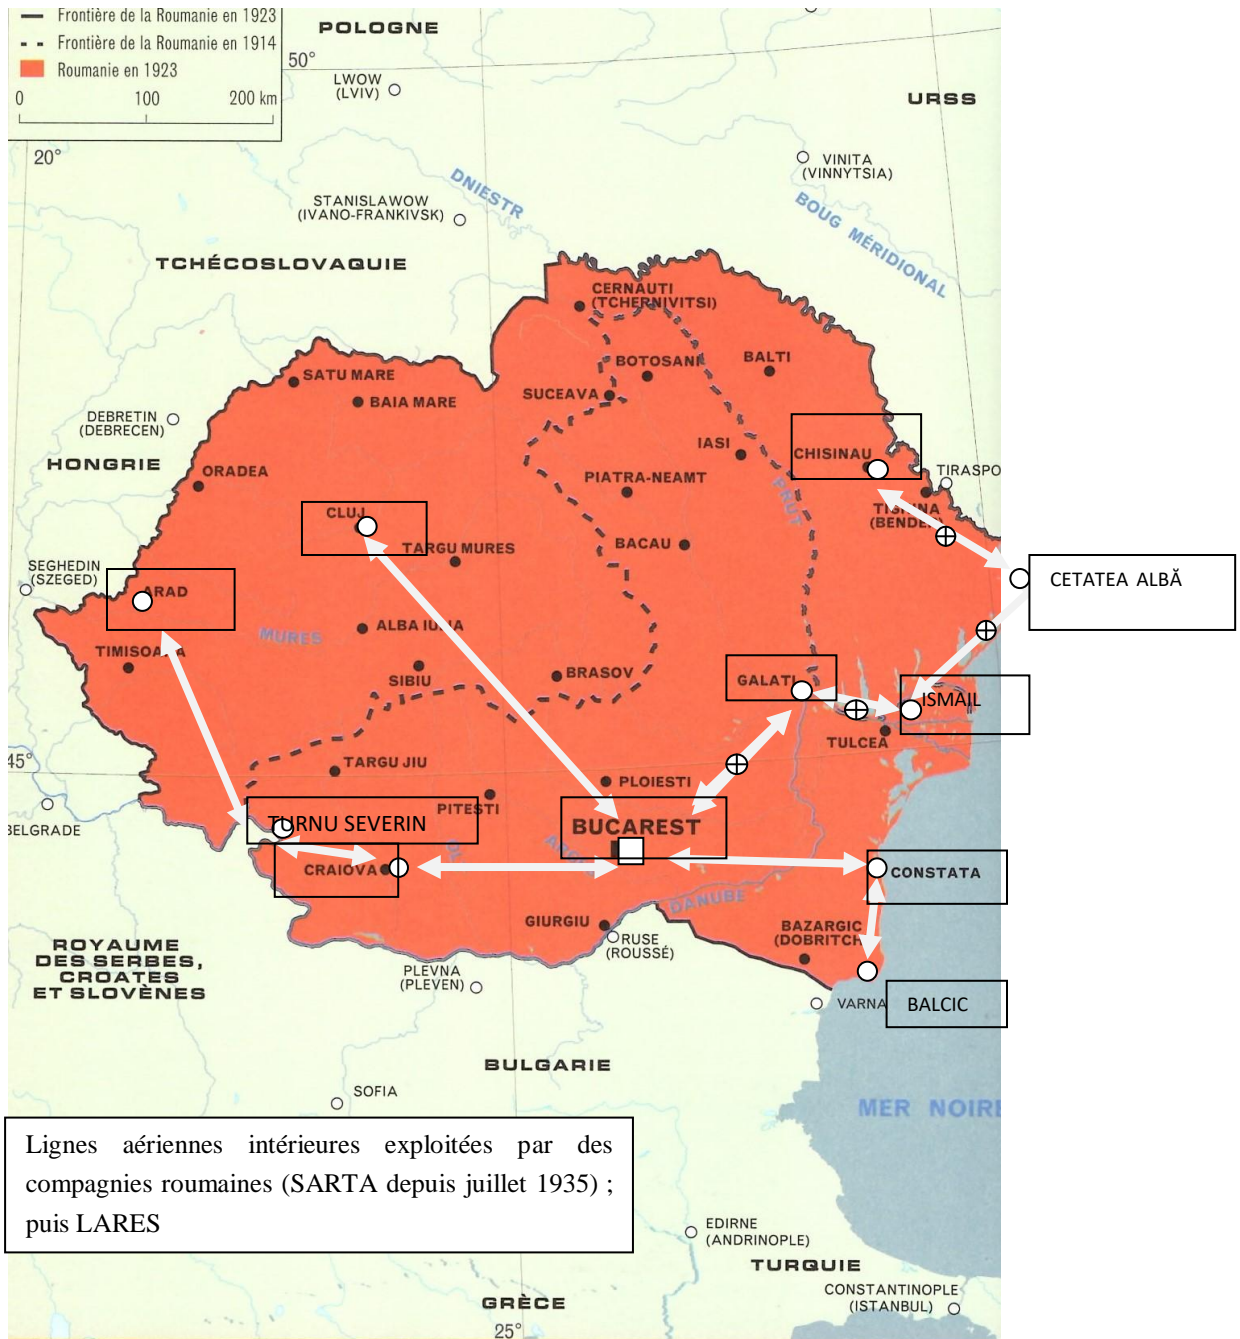 Frontière de la Roumanie en 1923
Frontière de la Roumanie en 1914
Roumanie en 1923
0 100 200 km
POLOGNE
50°
LWOW
(LVIV)
URSS
20°
VINITA
(VINNYTSIA)
DNIESTR
STANISLAWOW
(IVANO-FRANKIVSK)
BOUG MÉRIDIONAL
TCHÉCOSLOVAQUIE
CERNAUTI
(TCHERNIVITSI)
BOTOSANI
BALTI
SATU MARE
SUCEAVA
BAIA MARE
DEBRETIN
(DEBRECEN)
HONGRIE
ORADEA
IASI
CHISINAU
TIRASPO
PIATRA-NEAMT
PRUT
TIGHINA
(BENDER)
CLUJ
TARGU MURES
BACAU
SEGHEDIN
(SZEGED)
ARAD
CETATEA ALBĂ
MURES
ALBA IULIA
TIMISOARA
SIBIU
BRASOV
GALATI
ISMAIL
TULCEA
45°
TARGU JIU
PLOIESTI
PITESTI
BELGRADE
TURNU SEVERIN
BUCAREST
CRAIOVA
CONSTATA
DANUBE
GIURGIU
BAZARGIC
(DOBRITCH
RUSE
(ROUSSÉ)
ROYAUME
DES SERBES,
CROATES
ET SLOVÈNES
PLEVNA
(PLEVEN)
VARNA
BALCIC
BULGARIE
SOFIA
MER NOIRE
Lignes aériennes intérieures exploitées par des
compagnies roumaines (SARTA depuis juillet 1935) ;
puis LARES
EDIRNE
(ANDRINOPLE)
TURQUIE
CONSTANTINOPLE
(ISTANBUL)
GRÈCE
25°